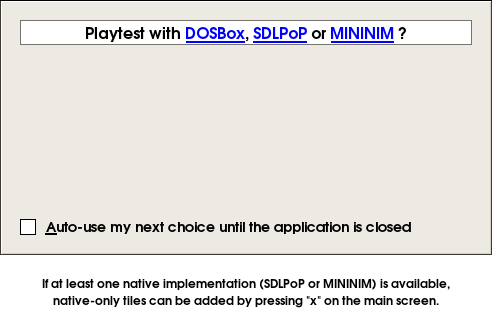 Playtest with DOSBox, SDLPoP or MININIM ?
Auto-use my next choice until the application is closed
If at least one native implementation (SDLPoP or MININIM) is available,
native-only tiles can be added by pressing "x" on the main screen.